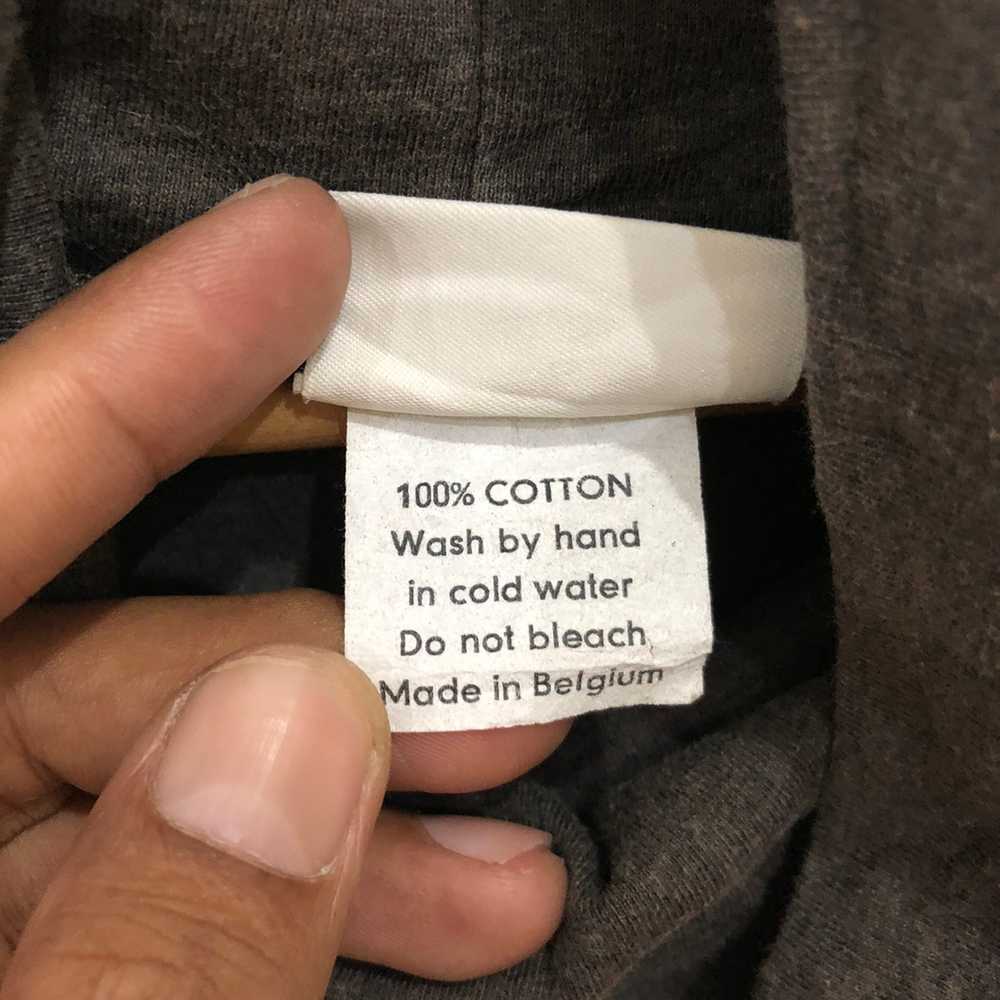 100% COTTON
Wash by hand
in cold water
Do not bleach
Made in Belgium